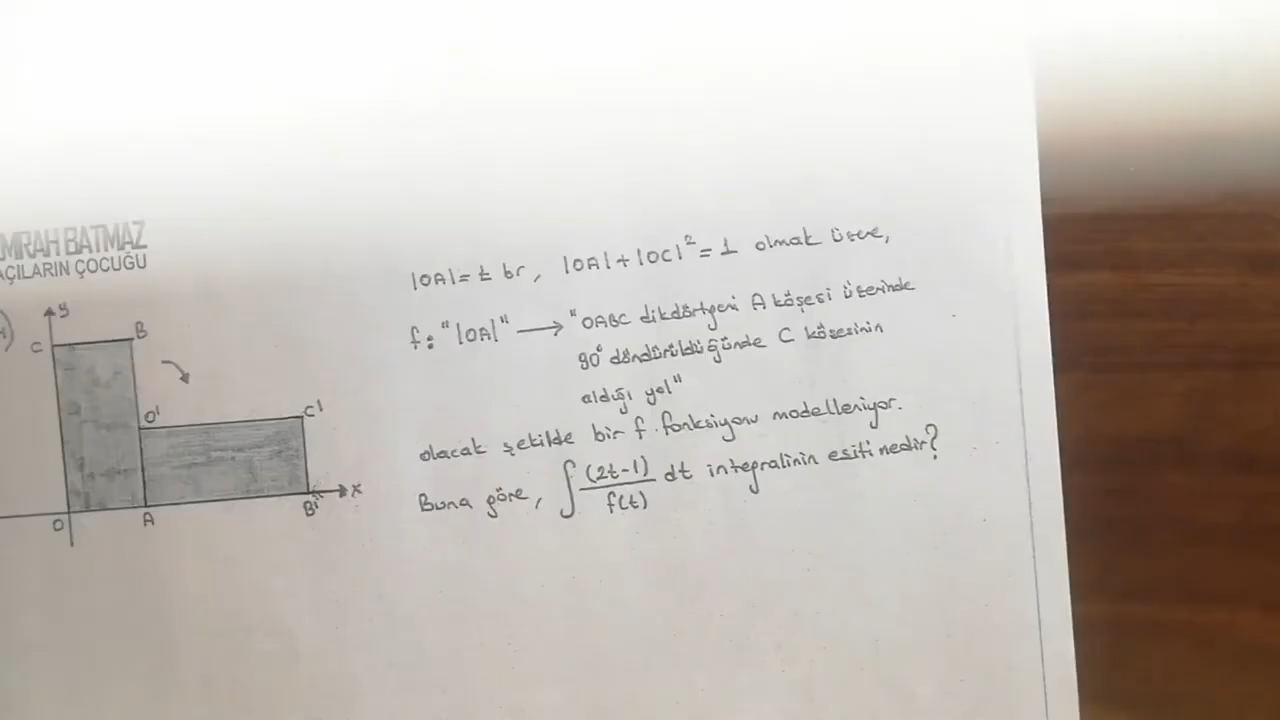 MRAH BATMAZ
AÇILARIN ÇOCUĞU
|OA| = t br, |OA| + |OC|² = 1 olmak üzere,
f: "|OA|" → "OABC dikdörtgeni A köşesi üzerinde
90° döndürüldüğünde C köşesinin
aldığı yol"
olacak şekilde bir f fonksiyonu modelleniyor.
Buna göre, ∫ (2t-1)/f(t) dt integralinin eşiti nedir?
y
C
B
O'
C'
O
A
B'
x